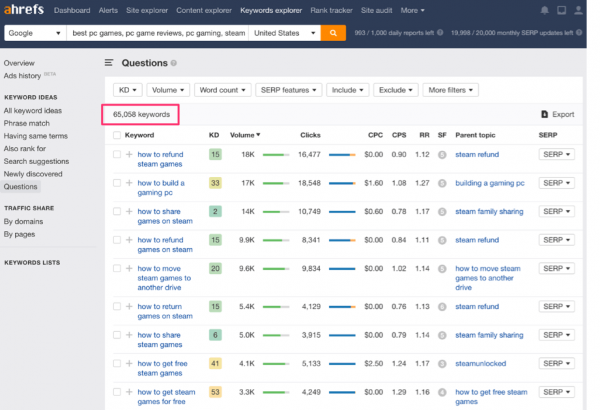 ahrefs Dashboard Alerts Site explorer Content explorer Keywords explorer Rank tracker Site audit More
Google best pc games, pc game reviews, pc gaming, steam United States 993 / 1,000 daily reports left 19,998 / 20,000 monthly SERP updates left
Overview
Ads history BETA
KEYWORD IDEAS
All keyword ideas
Phrase match
Having same terms
Also rank for
Search suggestions
Newly discovered
Questions
TRAFFIC SHARE
By domains
By pages
KEYWORDS LISTS
Questions
KD Volume Word count SERP features Include Exclude More filters
65,058 keywords Export
Keyword KD Volume Clicks CPC CPS RR SF Parent topic SERP
how to refund 15 18K 16,477 $0.00 0.90 1.12 steam refund SERP
steam games
how to build a 33 17K 18,548 $1.60 1.08 1.27 building a gaming pc SERP
gaming pc
how to share 2 14K 10,749 $0.60 0.78 1.17 steam family sharing SERP
games on steam
how to refund 15 9.9K 8,341 $0.00 0.84 1.11 steam refund SERP
games on steam
how to move 20 9.6K 9,834 $0.00 1.02 1.14 how to move steam SERP
steam games to games to another
another drive drive
how to return 15 5.4K 4,129 $0.00 0.76 1.13 steam refund SERP
games on steam
how to share 6 5.0K 3,915 $0.00 0.79 1.14 steam family sharing SERP
steam games
how to get free 41 4.1K 5,133 $2.50 1.24 1.17 steamunlocked SERP
steam games
how to get steam 53 3.3K 4,249 $0.00 1.29 1.16 how to get free steam SERP
games for free games